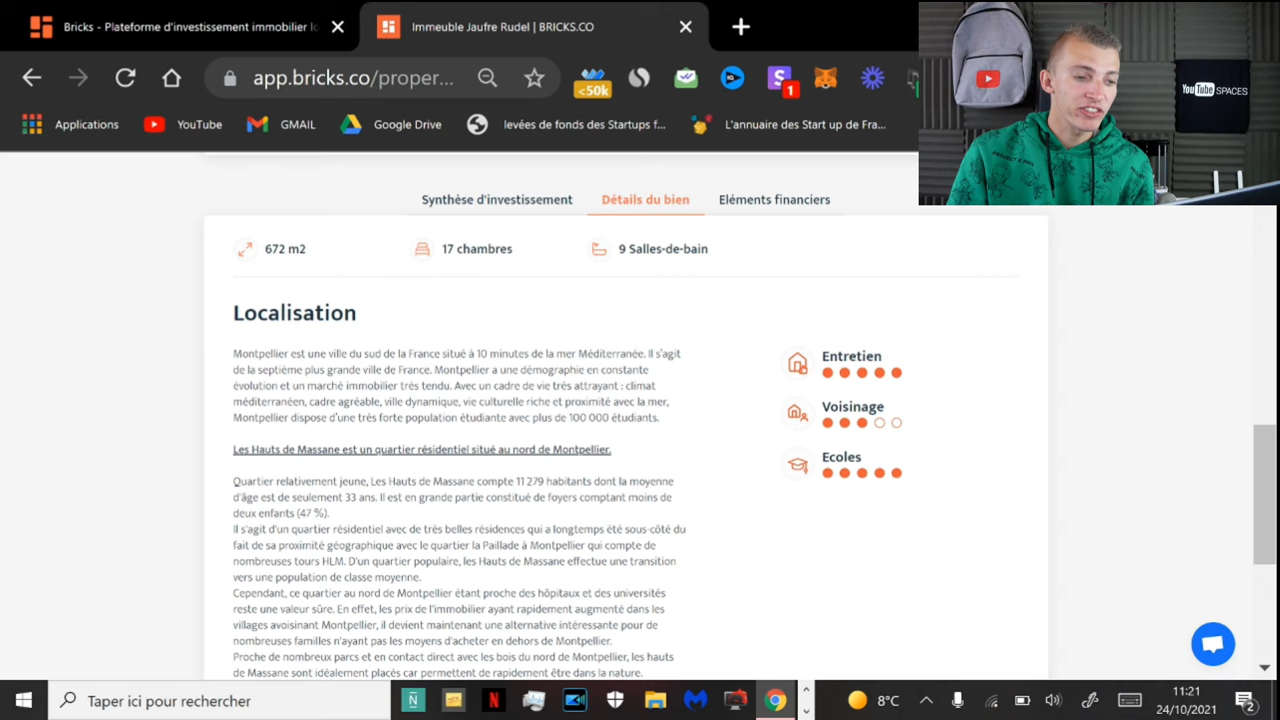 Bricks - Plateforme d'investissement immobilier lo
Immeuble Jaufre Rudel | BRICKS.CO
app.bricks.co/proper...
<50k
1
Applications
YouTube
GMAIL
Google Drive
levées de fonds des Startups f...
L'annuaire des Start up de Fra...
YouTube SPACES
Synthèse d'investissement
Détails du bien
Eléments financiers
672 m2
17 chambres
9 Salles-de-bain
Localisation
Montpellier est une ville du sud de la France situé à 10 minutes de la mer Méditerranée. Il s'agit
de la septième plus grande ville de France. Montpellier a une démographie en constante
évolution et un marché immobilier très tendu. Avec un cadre de vie très attrayant : climat
méditerranéen, cadre agréable, ville dynamique, vie culturelle riche et proximité avec la mer,
Montpellier dispose d'une très forte population étudiante avec plus de 100 000 étudiants.
Les Hauts de Massane est un quartier résidentiel situé au nord de Montpellier.
Quartier relativement jeune, Les Hauts de Massane compte 11 279 habitants dont la moyenne
d'âge est de seulement 33 ans. Il est en grande partie constitué de foyers comptant moins de
deux enfants (47 %).
Il s'agit d'un quartier résidentiel avec de très belles résidences qui a longtemps été sous-côté du
fait de sa proximité géographique avec le quartier la Paillade à Montpellier qui compte de
nombreuses tours HLM. D'un quartier populaire, les Hauts de Massane effectue une transition
vers une population de classe moyenne.
Cependant, ce quartier au nord de Montpellier étant proche des hôpitaux et des universités
reste une valeur sûre. En effet, les prix de l'immobilier ayant rapidement augmenté dans les
villages avoisinant Montpellier, il devient maintenant une alternative intéressante pour de
nombreuses familles n'ayant pas les moyens d'acheter en dehors de Montpellier.
Proche de nombreux parcs et en contact direct avec les bois du nord de Montpellier, les hauts
de Massane sont idéalement placés car permettent de rapidement être dans la nature.
Entretien
Voisinage
Ecoles
Taper ici pour rechercher
8°C
11:21
24/10/2021
2